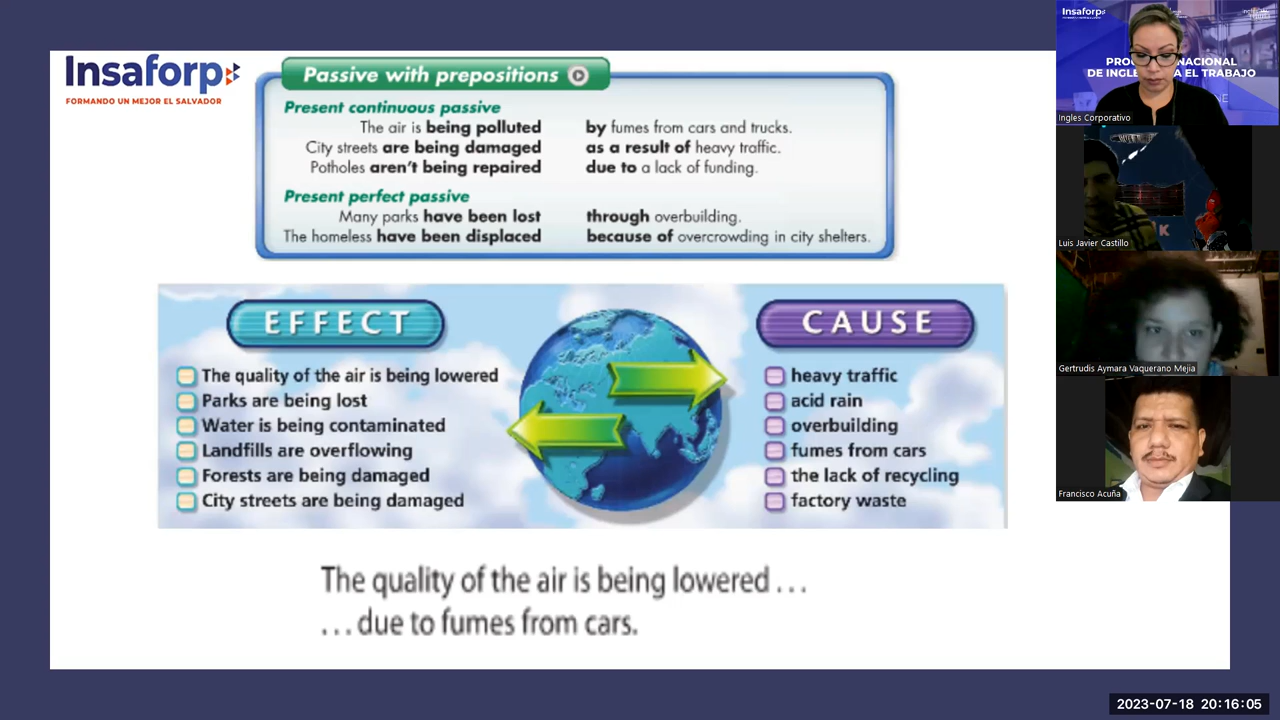 Insaforp
FORMANDO UN MEJOR EL SALVADOR
Passive with prepositions
Present continuous passive
The air is being polluted by fumes from cars and trucks.
City streets are being damaged as a result of heavy traffic.
Potholes aren't being repaired due to a lack of funding.
Present perfect passive
Many parks have been lost through overbuilding.
The homeless have been displaced because of overcrowding in city shelters.
EFFECT
The quality of the air is being lowered
Parks are being lost
Water is being contaminated
Landfills are overflowing
Forests are being damaged
City streets are being damaged
CAUSE
heavy traffic
acid rain
overbuilding
fumes from cars
the lack of recycling
factory waste
The quality of the air is being lowered ...
... due to fumes from cars.
Insaforp
NACIONAL
DE INGLE A EL TRABAJO
NE
Ingles Corporativo
K
Luis Javier Castillo
Gertrudis Aymara Vaquerano Mejia
Francisco Acuña
2023-07-18 20:16:05